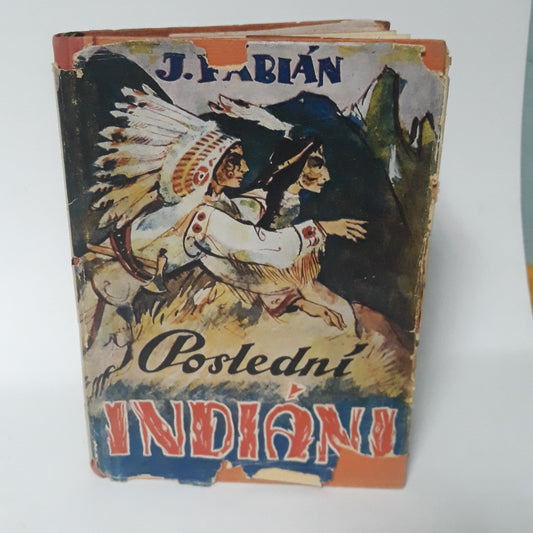 J. FABIÁN
Poslední
INDIÁNI